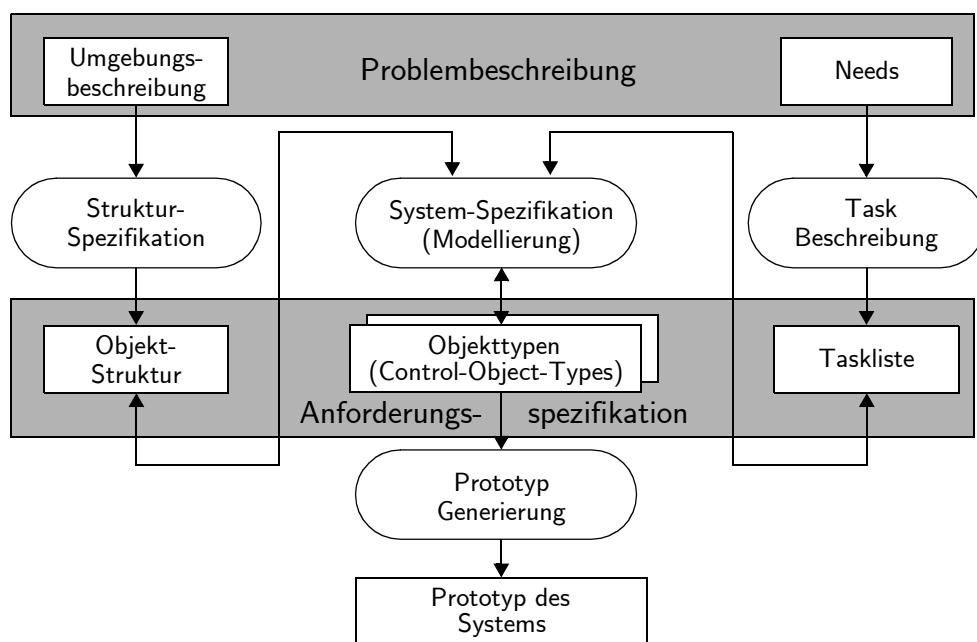 Umgebungs-
beschreibung
Problembeschreibung
Needs
Struktur-
Spezifikation
System-Spezifikation
(Modellierung)
Task
Beschreibung
Objekt-
Struktur
Objekttypen
(Control-Object-Types)
Taskliste
Anforderungs- spezifikation
Prototyp
Generierung
Prototyp des
Systems